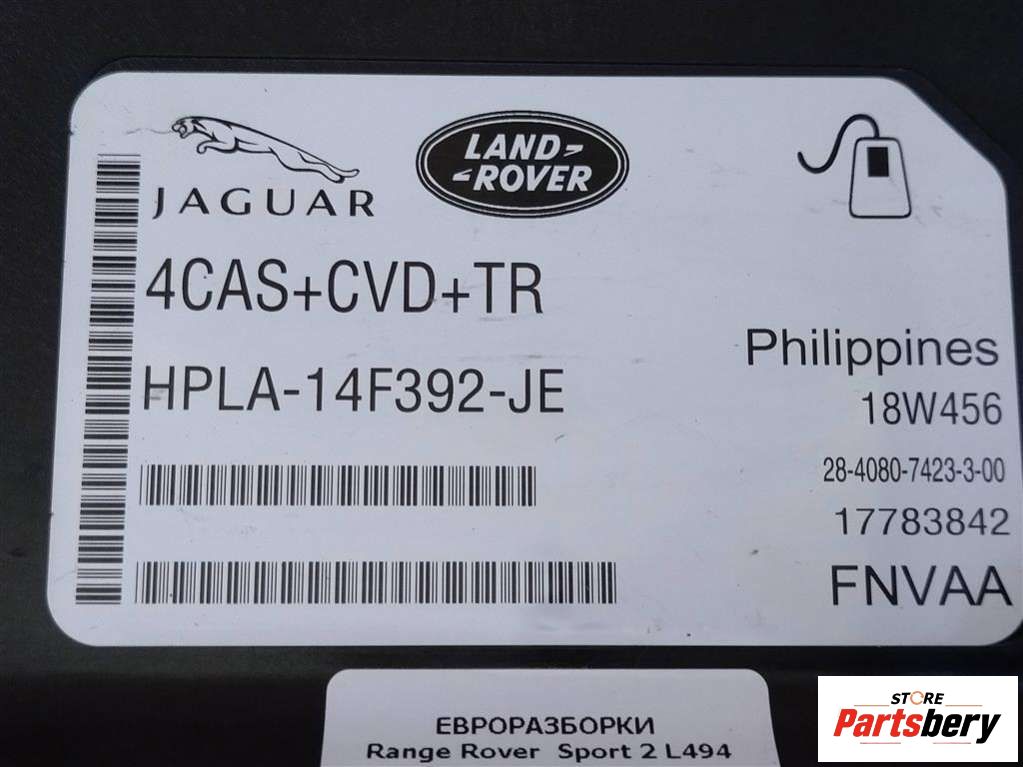 JAGUAR
LAND-
-ROVER
4CAS+CVD+TR
HPLA-14F392-JE
Philippines
18W456
28-4080-7423-3-00
17783842
FNVAA
ЕВРОРАЗБОРКИ
Range Rover Sport 2 L494
STORE
Partsbery